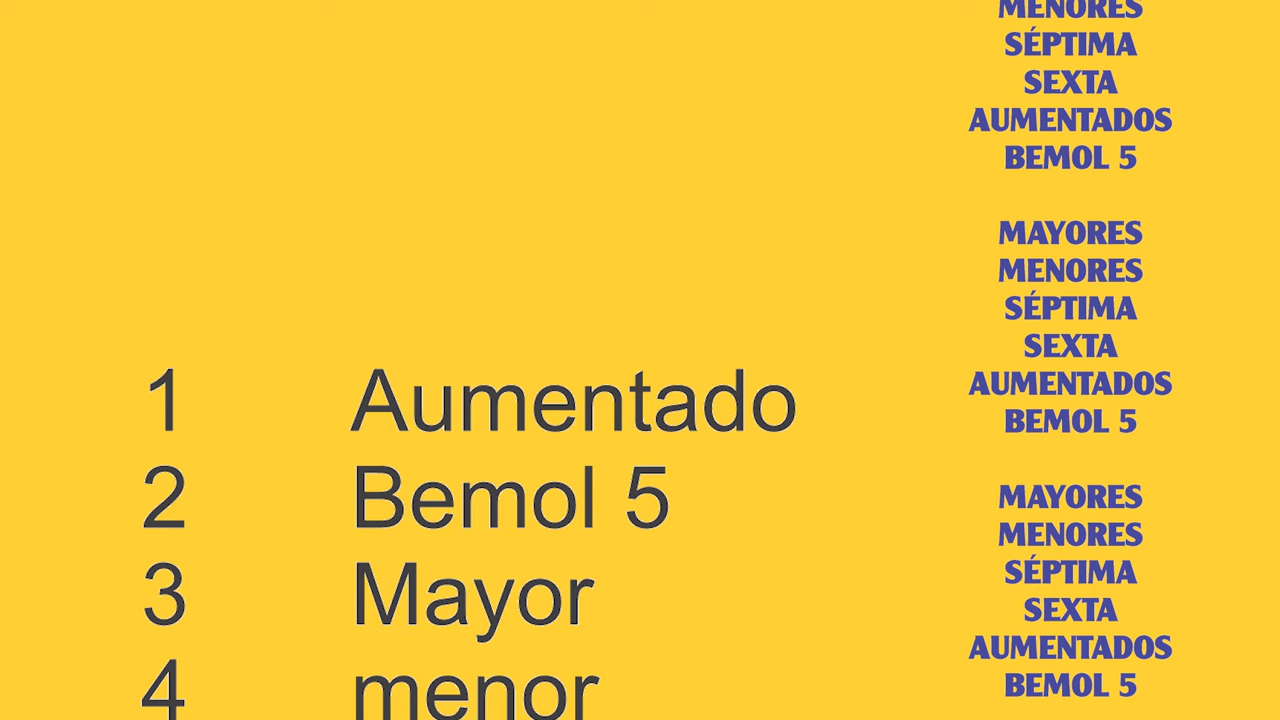 1 Aumentado
2 Bemol 5
3 Mayor
4 menor
MENORES
SÉPTIMA
SEXTA
AUMENTADOS
BEMOL 5
MAYORES
MENORES
SÉPTIMA
SEXTA
AUMENTADOS
BEMOL 5
MAYORES
MENORES
SÉPTIMA
SEXTA
AUMENTADOS
BEMOL 5